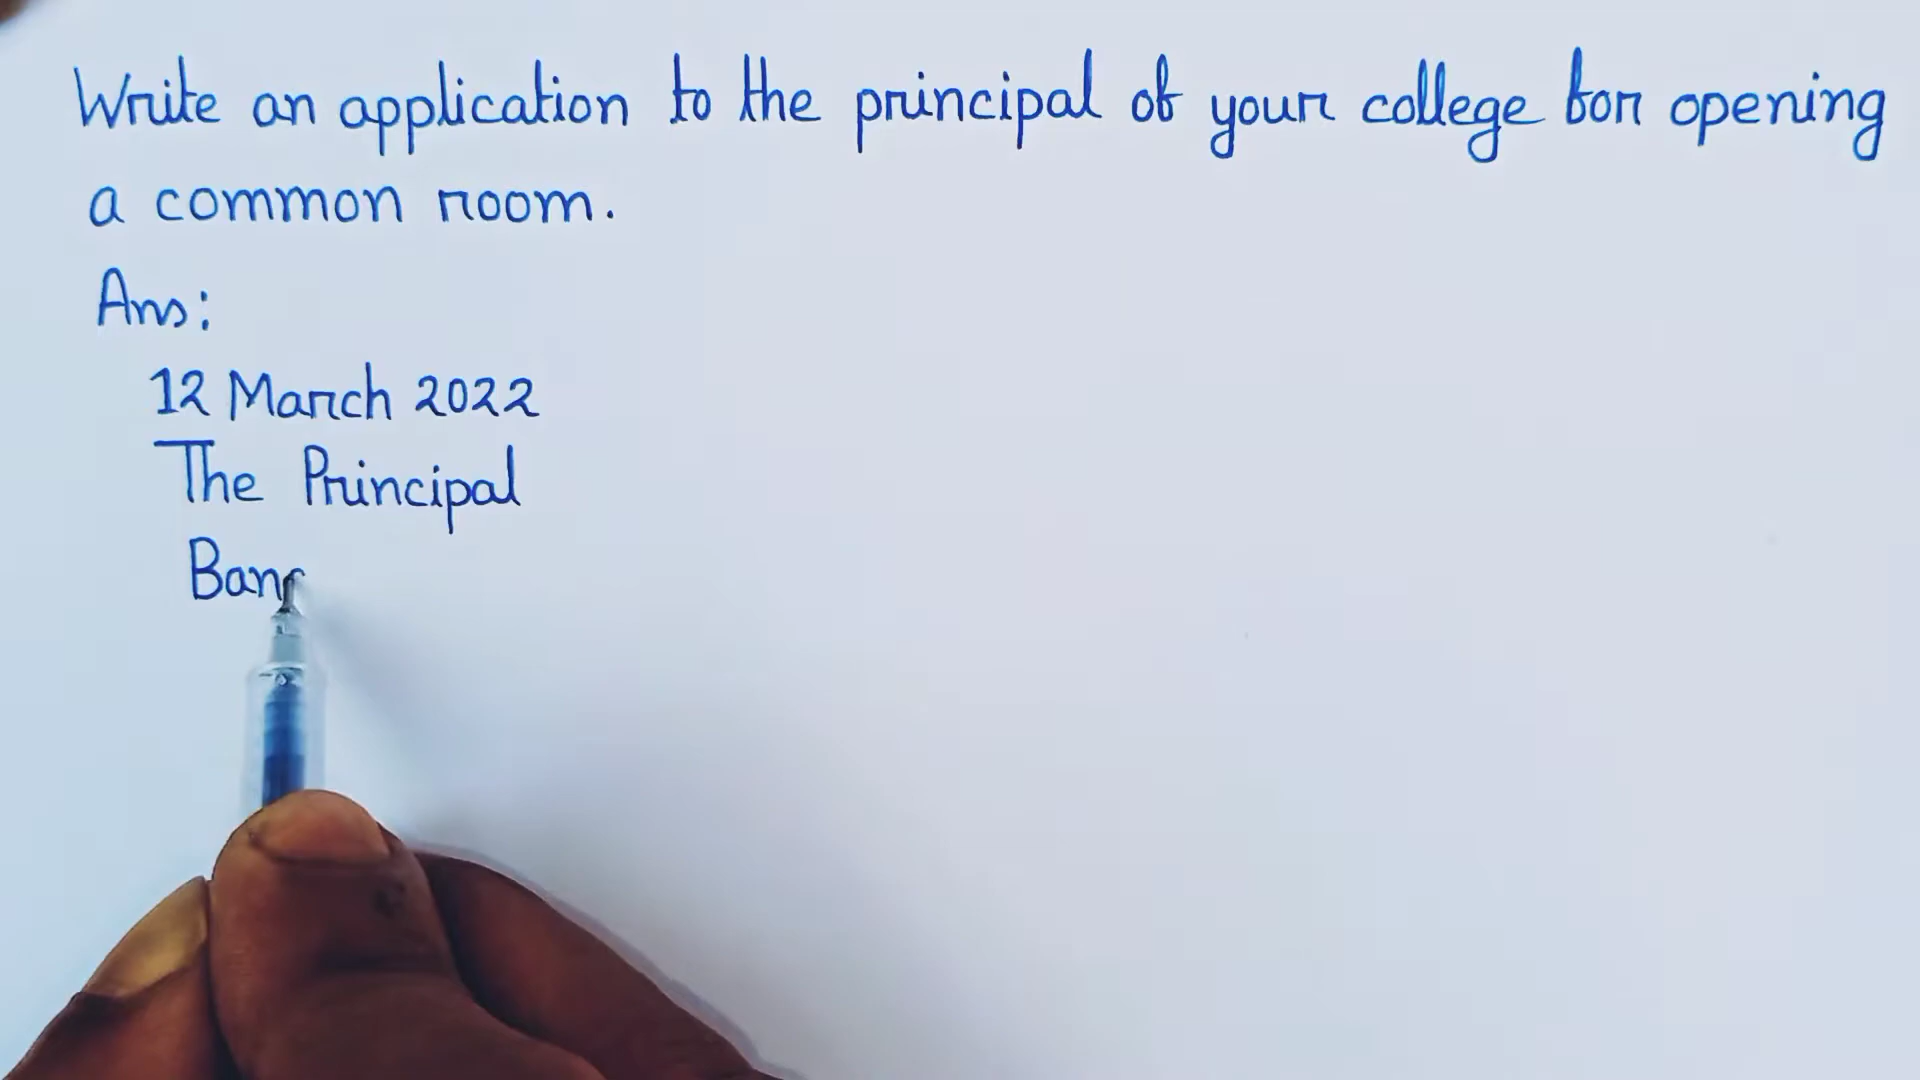 Write an application to the principal of your college for opening
a common room.
Ans:
12 March 2022
The Principal